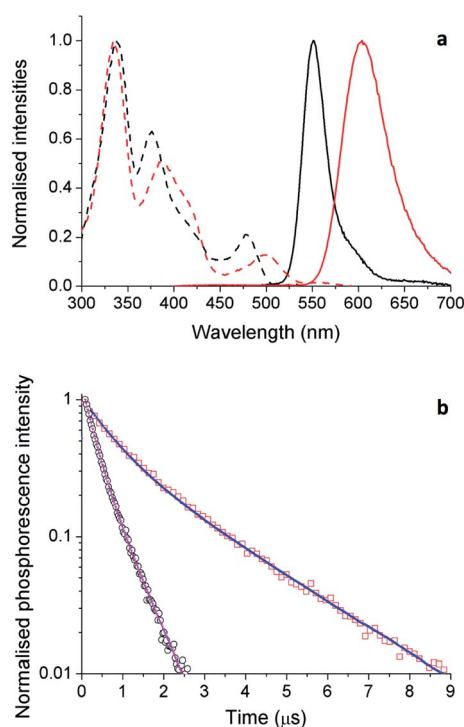 a
1.0
0.8
0.6
0.4
0.2
0.0
Normalised intensities
300 350 400 450 500 550 600 650 700
Wavelength (nm)
b
1
0.1
0.01
Normalised phosphorescence intensity
0 1 2 3 4 5 6 7 8 9
Time (μs)